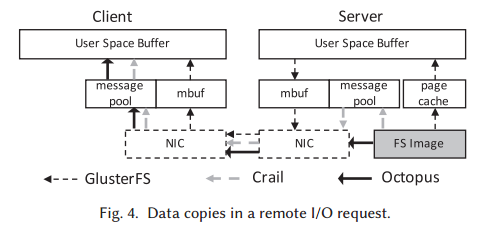 Client Server
User Space Buffer User Space Buffer
message pool mbuf mbuf message pool page cache
NIC NIC FS Image
GlusterFS Crail Octopus
Fig. 4. Data copies in a remote I/O request.